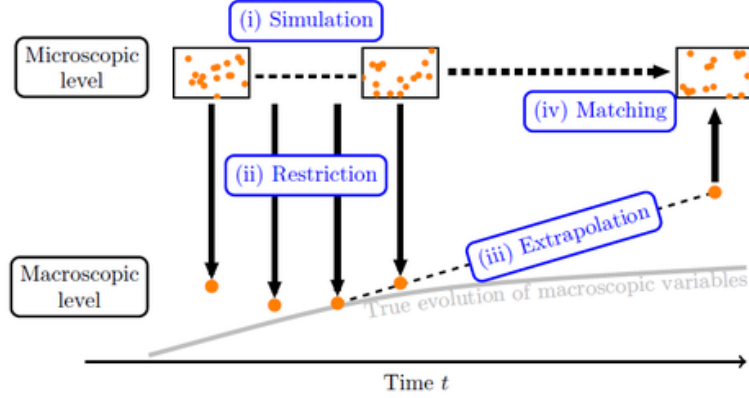 (i) Simulation
Microscopic
level
(iv) Matching
(ii) Restriction
(iii) Extrapolation
Macroscopic
level
True evolution of macroscopic variables
Time t